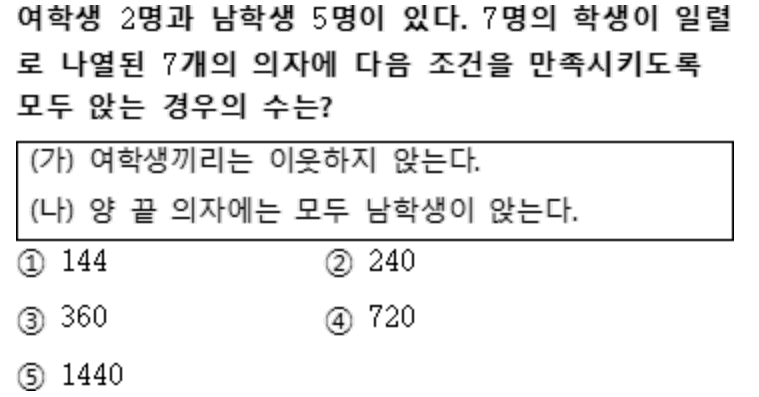 여학생 2명과 남학생 5명이 있다. 7명의 학생이 일렬
로 나열된 7개의 의자에 다음 조건을 만족시키도록
모두 앉는 경우의 수는?
(가) 여학생끼리는 이웃하지 앉는다.
(나) 양 끝 의자에는 모두 남학생이 앉는다.
① 144 ② 240
③ 360 ④ 720
⑤ 1440